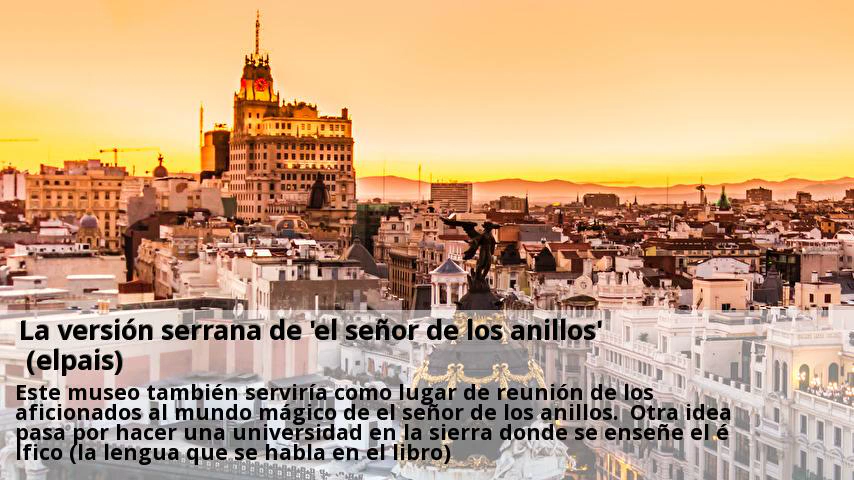 La versión serrana de 'el señor de los anillos'
(elpais)
Este museo también serviría como lugar de reunión de los
aficionados al mundo mágico de el señor de los anillos. Otra idea
pasa por hacer una universidad en la sierra donde se enseñe el é
lfico (la lengua que se habla en el libro)